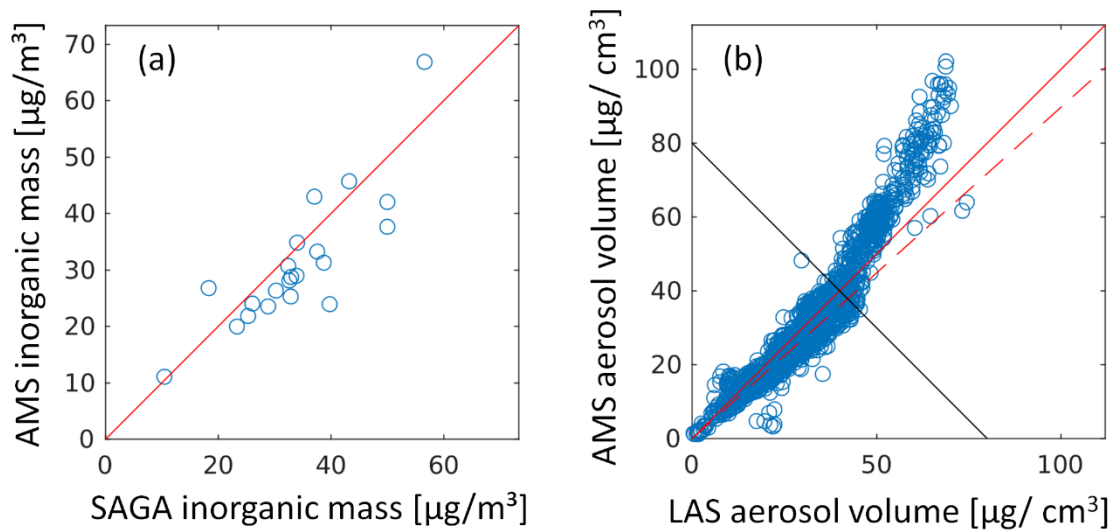 (a)
AMS inorganic mass [µg/m³]
70
60
50
40
30
20
10
0
0 20 40 60
SAGA inorganic mass [µg/m³]
(b)
AMS aerosol volume [µg/ cm³]
100
80
60
40
20
0
0 50 100
LAS aerosol volume [µg/ cm³]